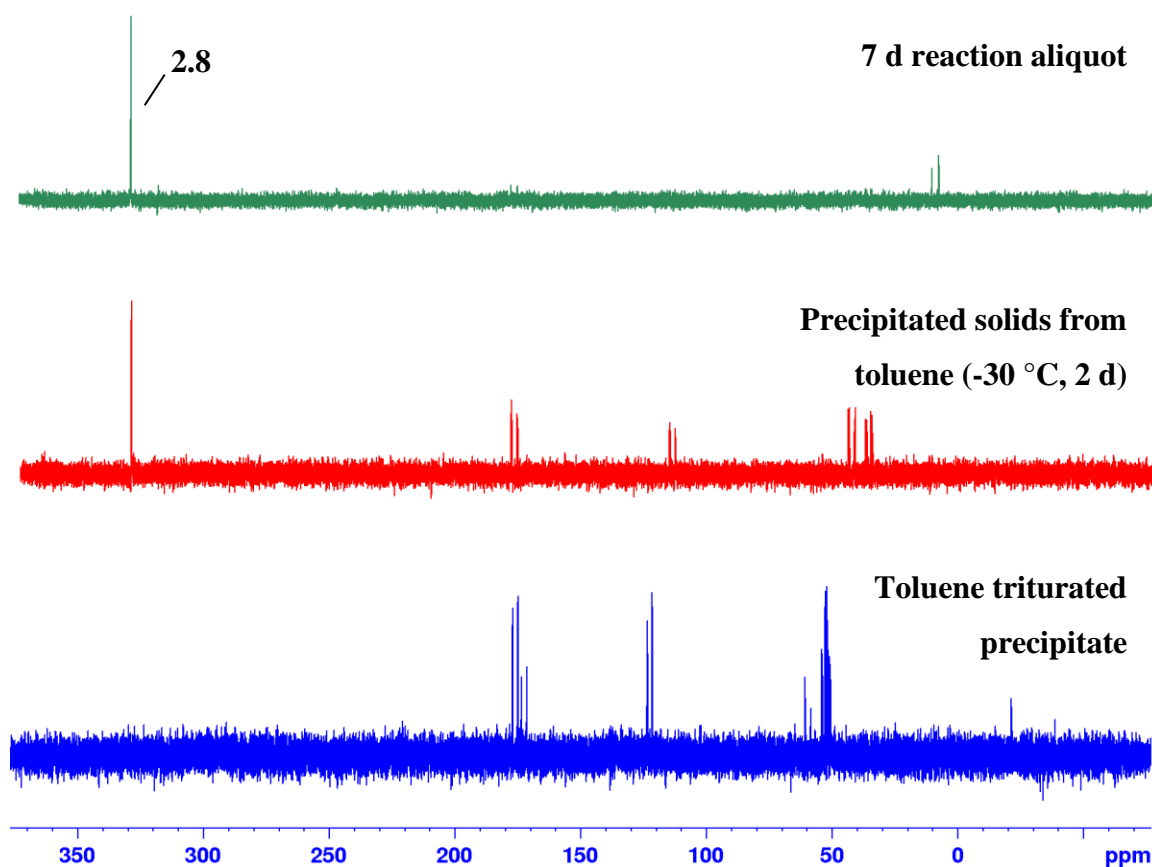 2.8
7 d reaction aliquot
Precipitated solids from
toluene (-30 °C, 2 d)
Toluene triturated
precipitate
350 300 250 200 150 100 50 0 ppm